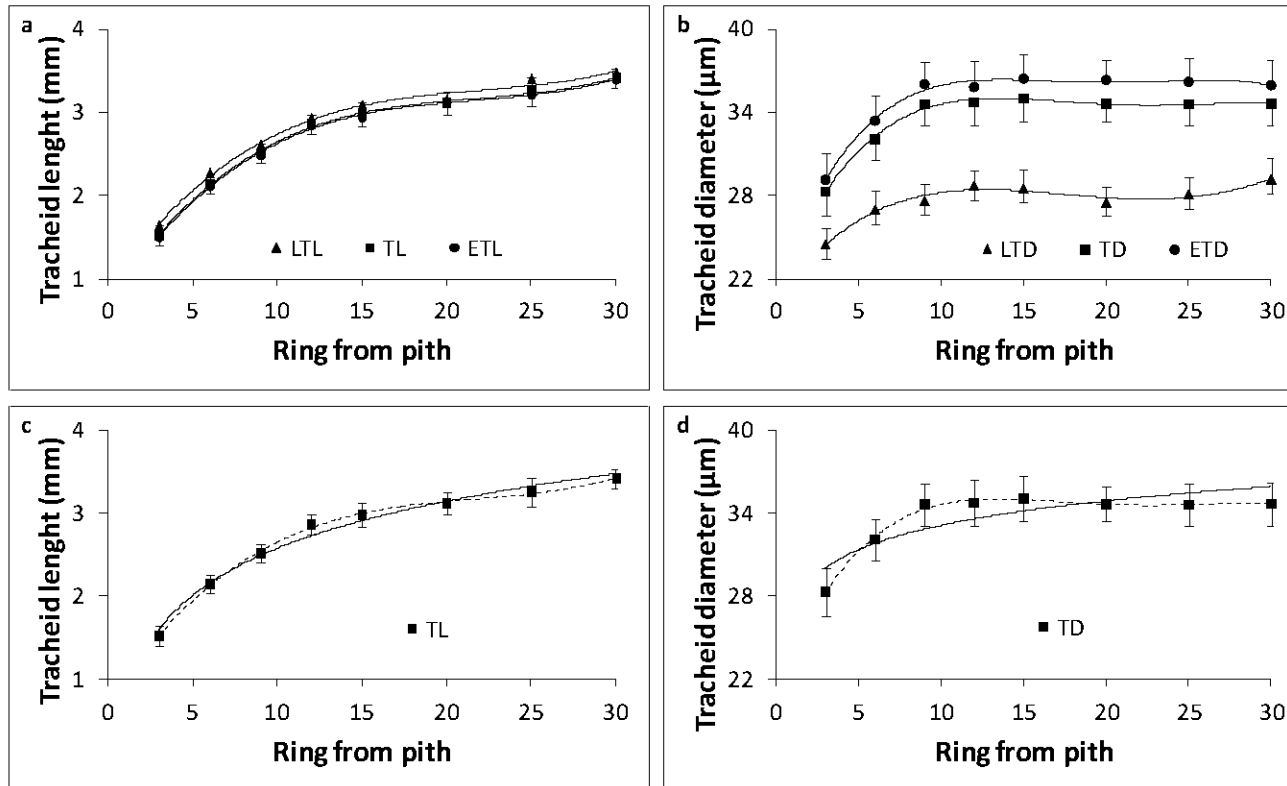 a
Tracheid lenght (mm)
4
3
2
1
LTL TL ETL
0 5 10 15 20 25 30
Ring from pith
b
Tracheid diameter (µm)
40
34
28
22
LTD TD ETD
0 5 10 15 20 25 30
Ring from pith
c
Tracheid lenght (mm)
4
3
2
1
TL
0 5 10 15 20 25 30
Ring from pith
d
Tracheid diameter (µm)
40
34
28
22
TD
0 5 10 15 20 25 30
Ring from pith